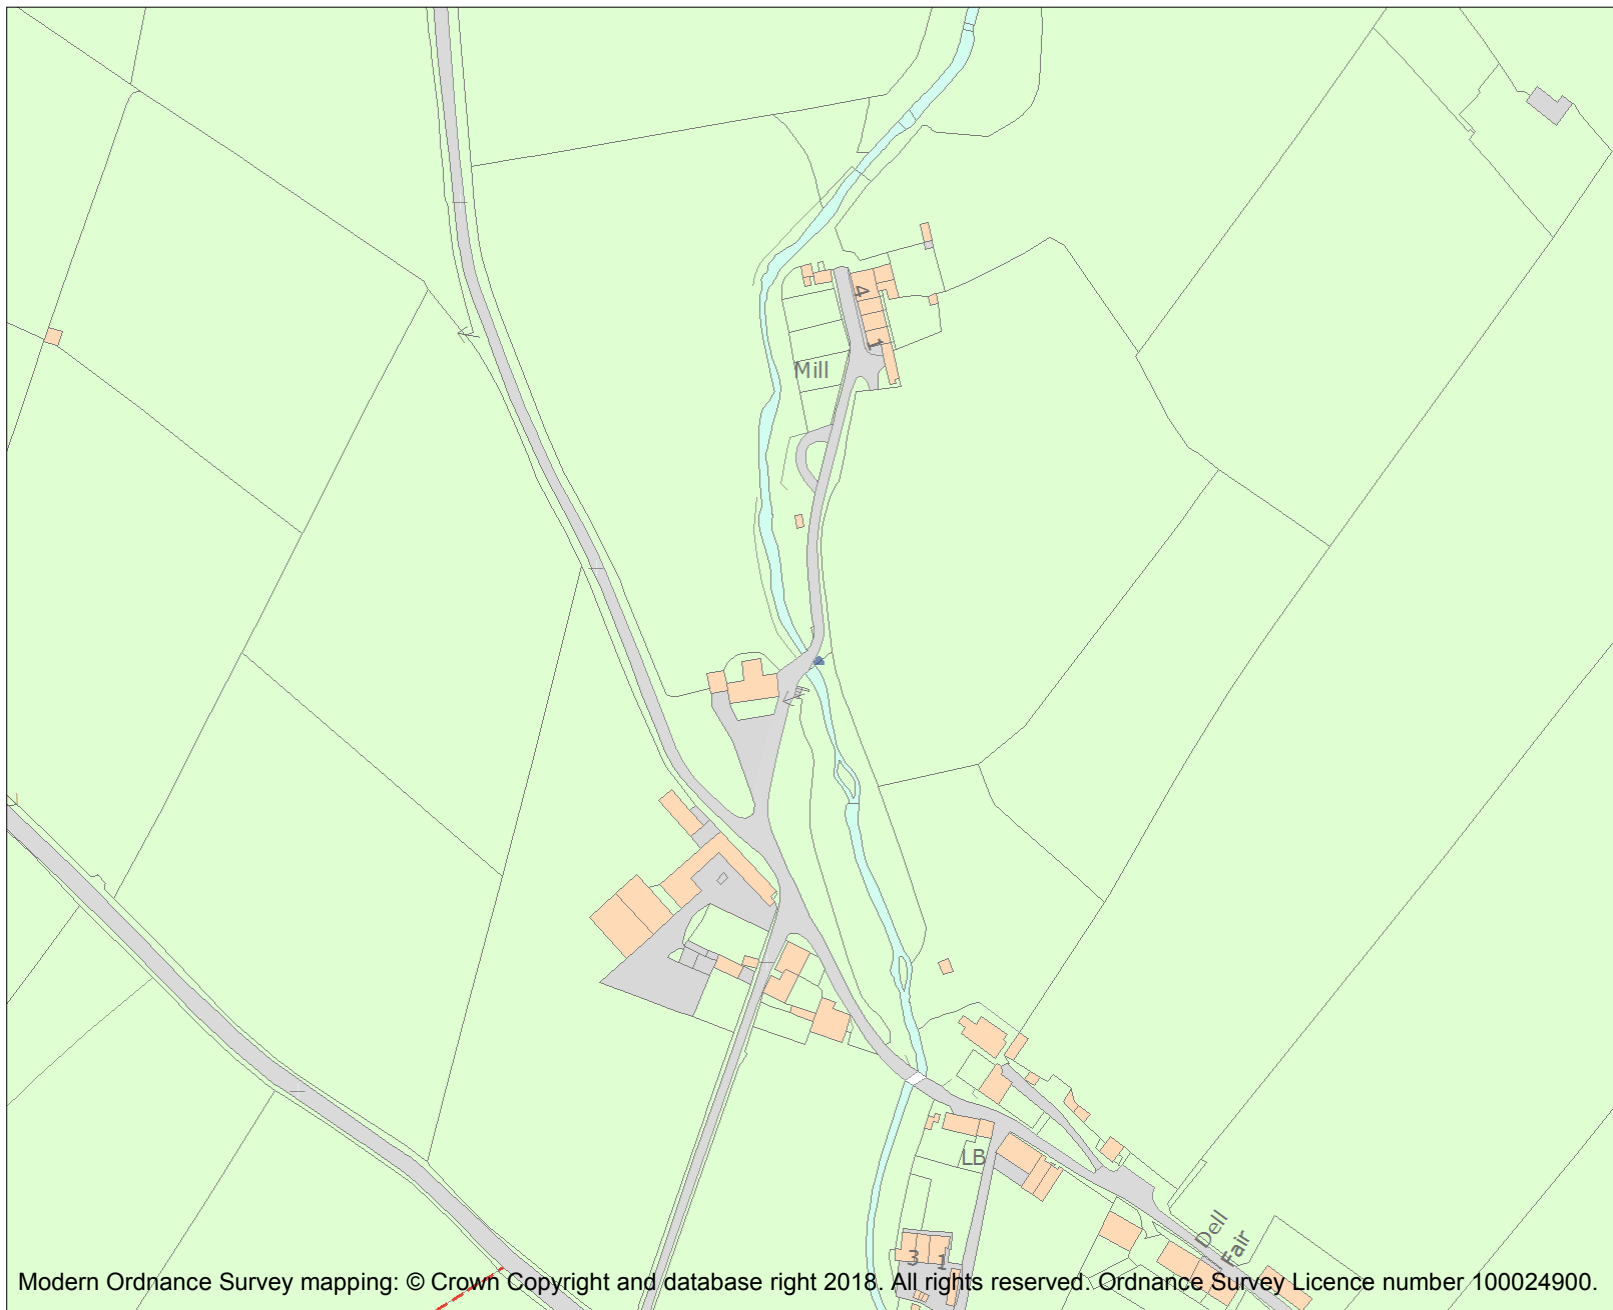 4
1
Mill
LB
Dell
Fair
3 1
Modern Ordnance Survey mapping: © Crown Copyright and database right 2018. All rights reserved. Ordnance Survey Licence number 100024900.